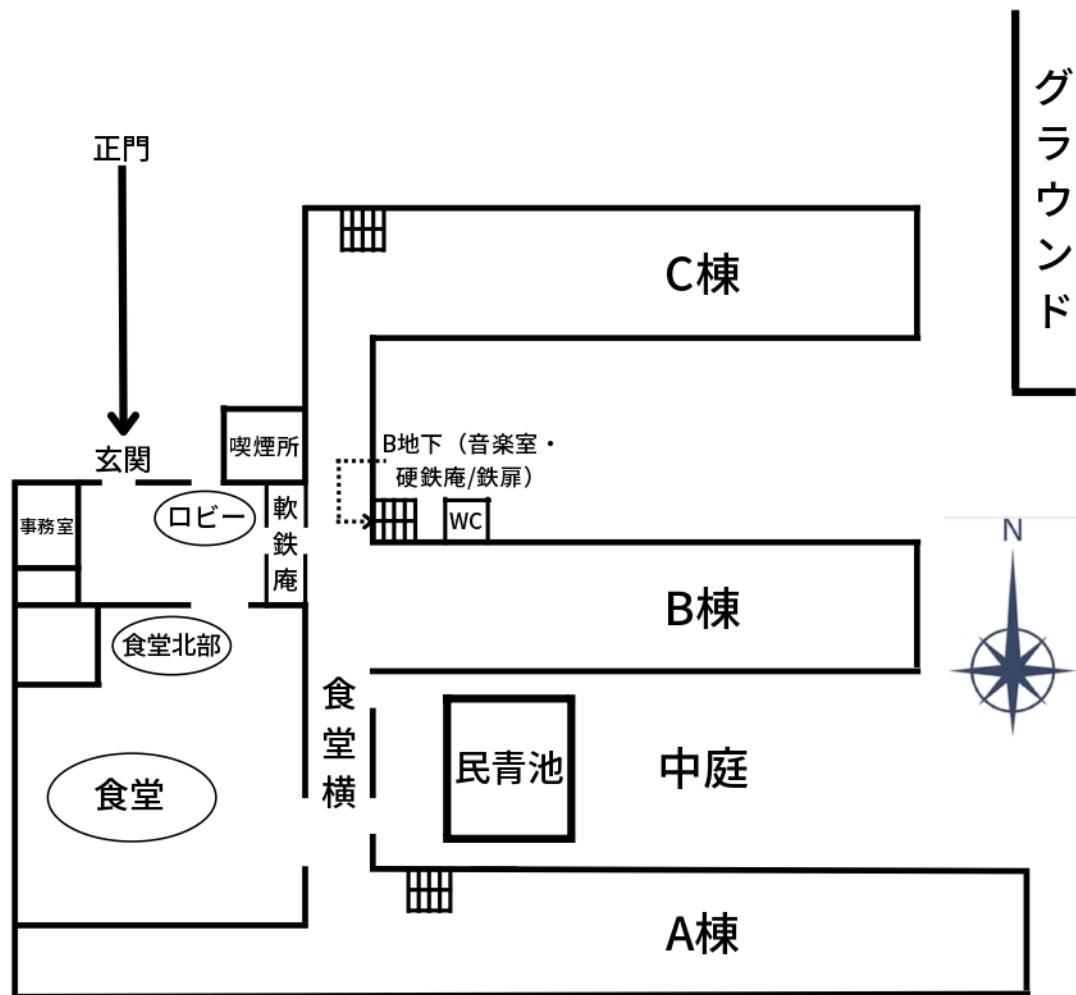 グラウンド
正門
C棟
喫煙所
B地下（音楽室・
硬鉄庵/鉄扉）
玄関
事務室
ロビー
軟鉄庵
WC
N
B棟
食堂北部
食堂横
民青池
中庭
食堂
A棟